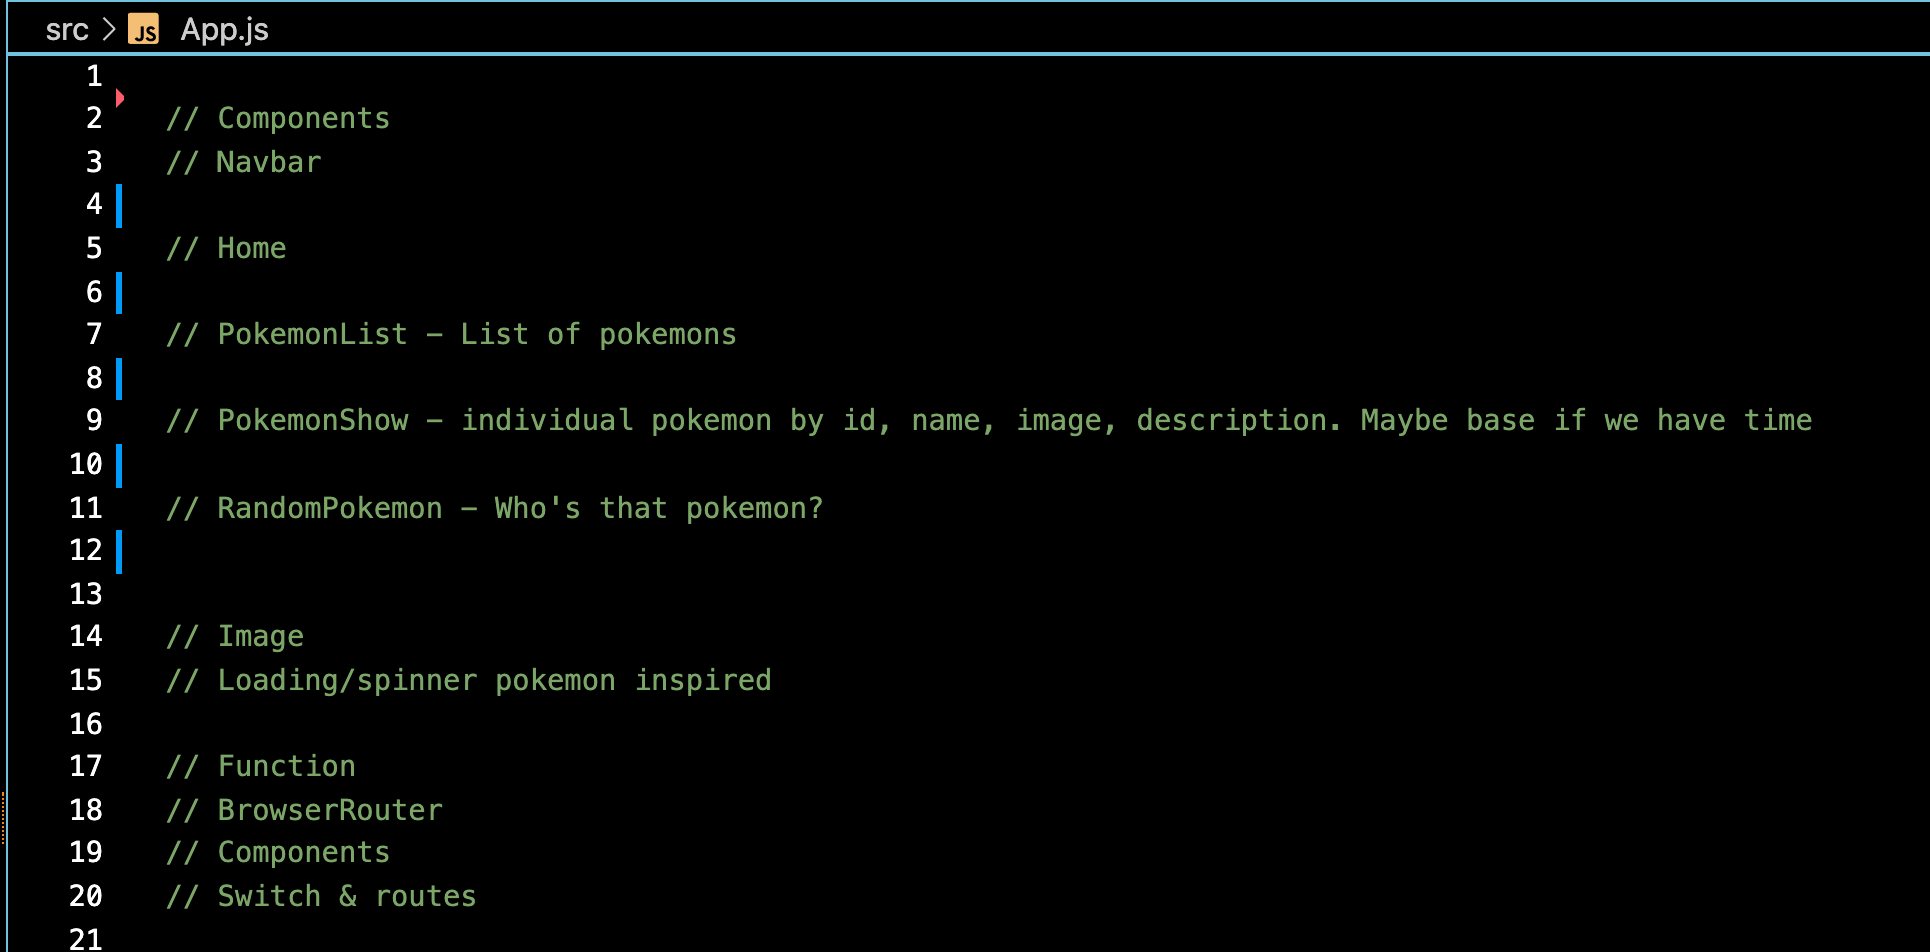 src > JS App.js
1
2 // Components
3 // Navbar
4
5 // Home
6
7 // PokemonList – List of pokemons
8
9 // PokemonShow – individual pokemon by id, name, image, description. Maybe base if we have time
10
11 // RandomPokemon – Who's that pokemon?
12
13
14 // Image
15 // Loading/spinner pokemon inspired
16
17 // Function
18 // BrowserRouter
19 // Components
20 // Switch & routes
21